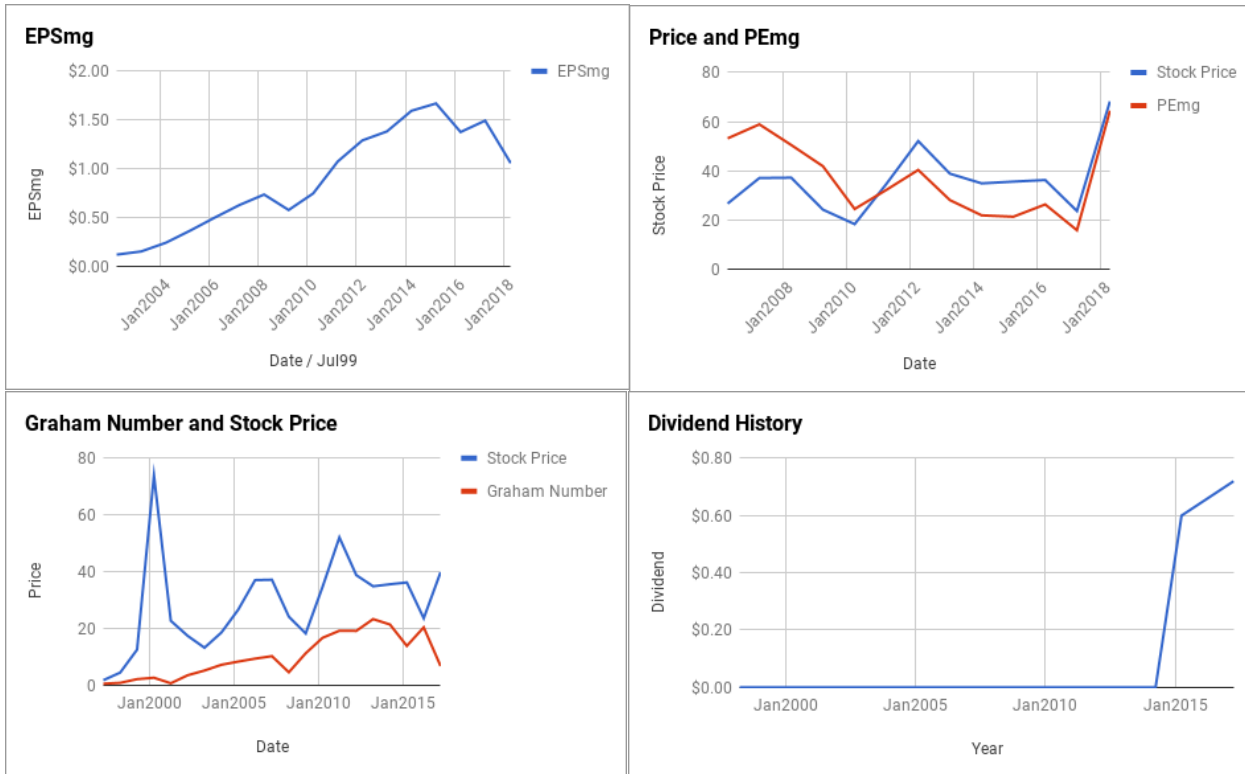 EPSmg
EPSmg
$2.00
$1.50
$1.00
$0.50
$0.00
EPSmg
Jan2004
Jan2006
Jan2008
Jan2010
Jan2012
Jan2014
Jan2016
Jan2018
Date / Jul99
Price and PEmg
Stock Price
PEmg
80
60
40
20
0
Stock Price
Jan2008
Jan2010
Jan2012
Jan2014
Jan2016
Jan2018
Date
Graham Number and Stock Price
Stock Price
Graham Number
80
60
40
20
0
Price
Jan2000
Jan2005
Jan2010
Jan2015
Date
Dividend History
$0.80
$0.60
$0.40
$0.20
$0.00
Dividend
Jan2000
Jan2005
Jan2010
Jan2015
Year